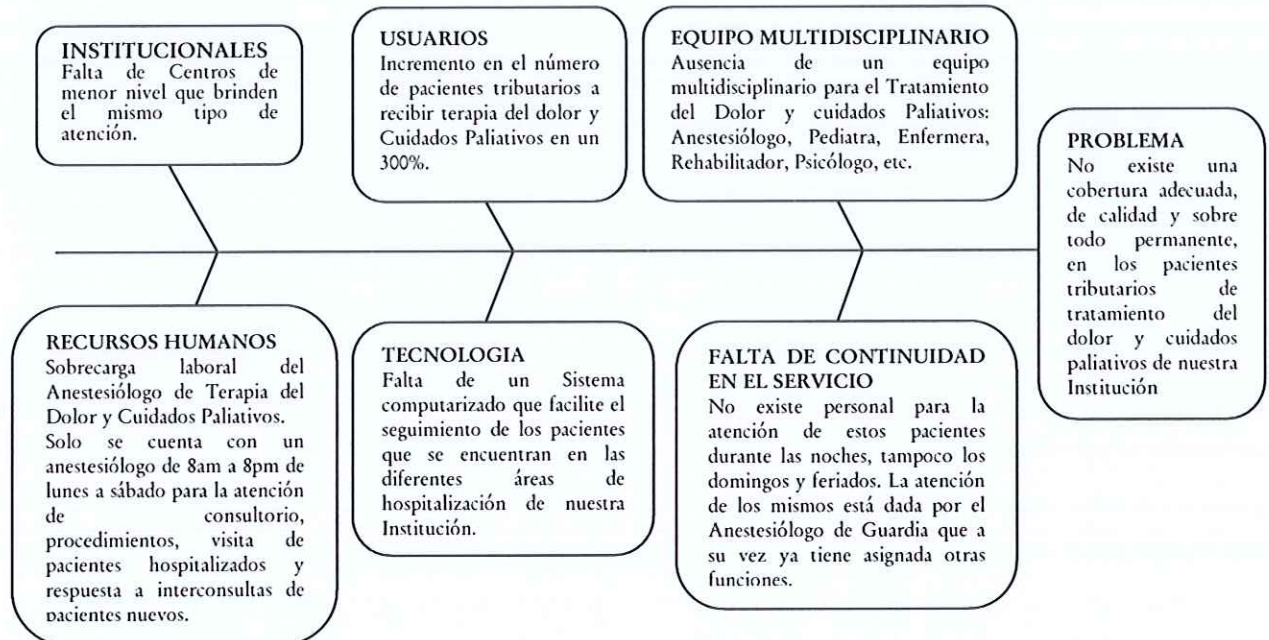 INSTITUCIONALES
Falta de Centros de
menor nivel que brinden
el mismo tipo de
atención.
USUARIOS
Incremento en el número
de pacientes tributarios a
recibir terapia del dolor y
Cuidados Paliativos en un
300%.
EQUIPO MULTIDISCIPLINARIO
Ausencia de un equipo
multidisciplinario para el Tratamiento
del Dolor y cuidados Paliativos:
Anestesiólogo, Pediatra, Enfermera,
Rehabilitador, Psicólogo, etc.
PROBLEMA
No existe una
cobertura adecuada,
de calidad y sobre
todo permanente,
en los pacientes
tributarios de
tratamiento del
dolor y cuidados
paliativos de nuestra
Institución
RECURSOS HUMANOS
Sobrecarga laboral del
Anestesiólogo de Terapia del
Dolor y Cuidados Paliativos.
Solo se cuenta con un
anestesiólogo de 8am a 8pm de
lunes a sábado para la atención
de consultorio,
procedimientos, visita de
pacientes hospitalizados y
respuesta a interconsultas de
pacientes nuevos.
TECNOLOGIA
Falta de un Sistema
computarizado que facilite el
seguimiento de los pacientes
que se encuentran en las
diferentes áreas de
hospitalización de nuestra
Institución.
FALTA DE CONTINUIDAD
EN EL SERVICIO
No existe personal para la
atención de estos pacientes
durante las noches, tampoco los
domingos y feriados. La atención
de los mismos está dada por el
Anestesiólogo de Guardia que a
su vez ya tiene asignada otras
funciones.